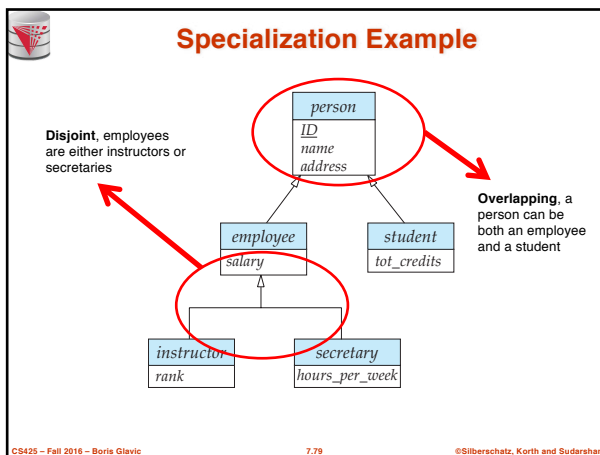 Specialization Example
person
ID
name
address
Disjoint, employees
are either instructors or
secretaries
Overlapping, a
person can be
both an employee
and a student
employee
salary
student
tot_credits
instructor
rank
secretary
hours_per_week
CS425 – Fall 2016 – Boris Glavic
7.79
©Silberschatz, Korth and Sudarshan